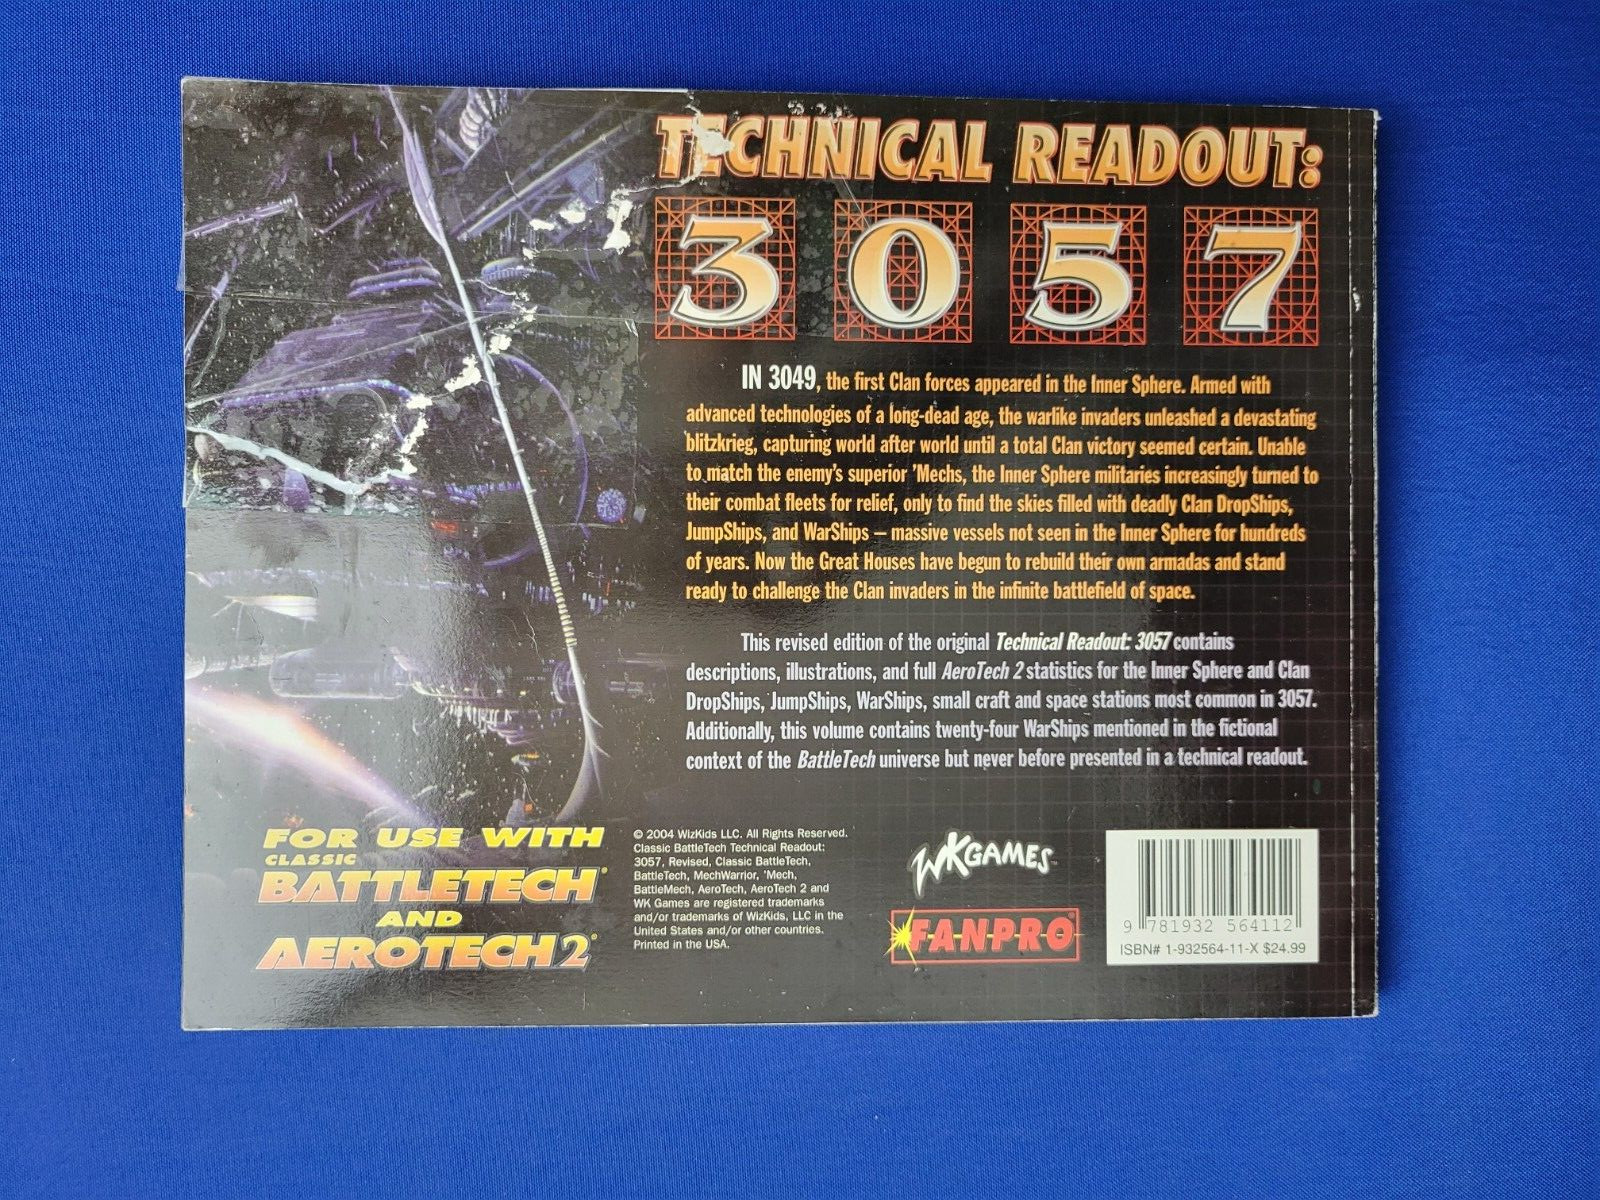 TECHNICAL READOUT:
3057
IN 3049, the first Clan forces appeared in the Inner Sphere. Armed with
advanced technologies of a long-dead age, the warlike invaders unleashed a devastating
blitzkrieg, capturing world after world until a total Clan victory seemed certain. Unable
to match the enemy's superior 'Mechs, the Inner Sphere militaries increasingly turned to
their combat fleets for relief, only to find the skies filled with deadly Clan DropShips,
JumpShips, and WarShips — massive vessels not seen in the Inner Sphere for hundreds
of years. Now the Great Houses have begun to rebuild their own armadas and stand
ready to challenge the Clan invaders in the infinite battlefield of space.
This revised edition of the original Technical Readout: 3057 contains
descriptions, illustrations, and full AeroTech 2 statistics for the Inner Sphere and Clan
DropShips, JumpShips, WarShips, small craft and space stations most common in 3057.
Additionally, this volume contains twenty-four WarShips mentioned in the fictional
context of the BattleTech universe but never before presented in a technical readout.
FOR USE WITH
CLASSIC
BATTLETECH®
AND
AEROTECH 2®
© 2004 WizKids LLC. All Rights Reserved.
Classic BattleTech Technical Readout:
3057, Revised, Classic BattleTech,
BattleTech, MechWarrior, 'Mech,
BattleMech, AeroTech, AeroTech 2 and
WK Games are registered trademarks
and/or trademarks of WizKids, LLC in the
United States and/or other countries.
Printed in the USA.
WKGAMES™
FANPRO®
9 781932 564112
ISBN# 1-932564-11-X $24.99